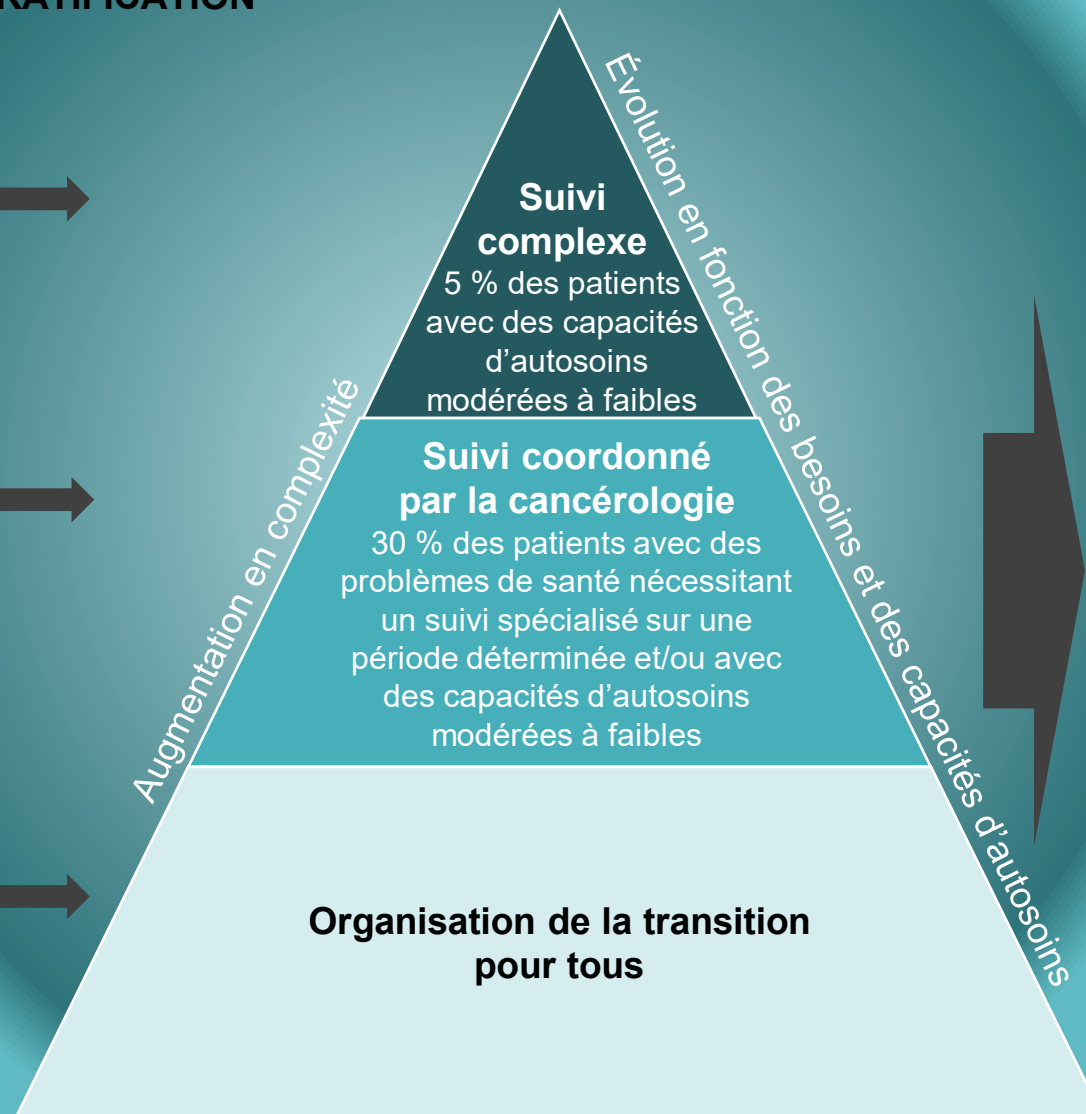 RATIFICATION
Évolution en fonction des besoins et des capacités d'autosoins
Suivi
complexe
5 % des patients
avec des capacités
d'autosoins
modérées à faibles
Augmentation en complexité
Suivi coordonné
par la cancérologie
30 % des patients avec des
problèmes de santé nécessitant
un suivi spécialisé sur une
période déterminée et/ou avec
des capacités d'autosoins
modérées à faibles
Organisation de la transition
pour tous